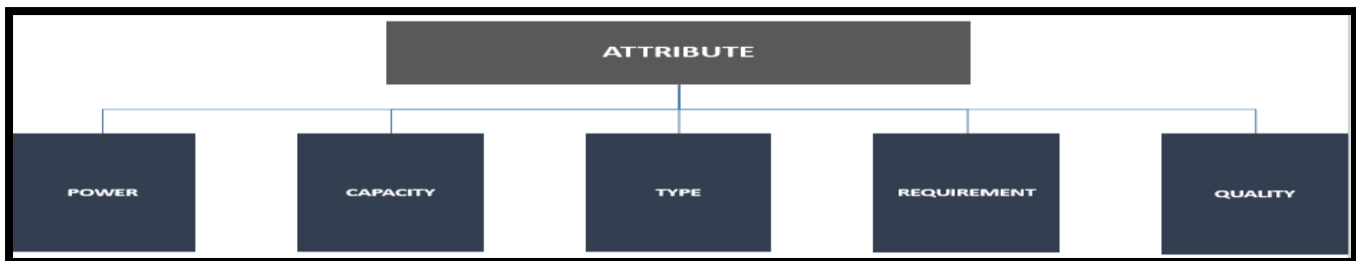 ATTRIBUTE
POWER
CAPACITY
TYPE
REQUIREMENT
QUALITY